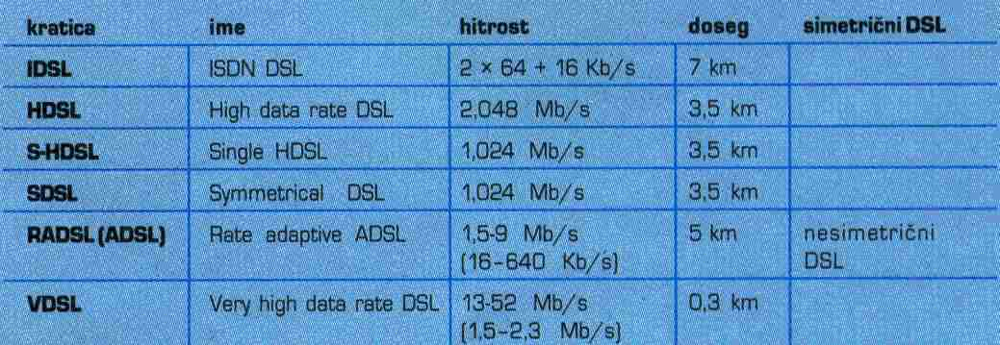 kratica ime hitrost doseg simetrični DSL
IDSL ISDN DSL 2 × 64 + 16 Kb/s 7 km
HDSL High data rate DSL 2,048 Mb/s 3,5 km
S-HDSL Single HDSL 1,024 Mb/s 3,5 km
SDSL Symmetrical DSL 1,024 Mb/s 3,5 km
RADSL (ADSL) Rate adaptive ADSL 1,5-9 Mb/s 5 km nesimetrični
(16-640 Kb/s) DSL
VDSL Very high data rate DSL 13-52 Mb/s 0,3 km
(1,5-2,3 Mb/s)